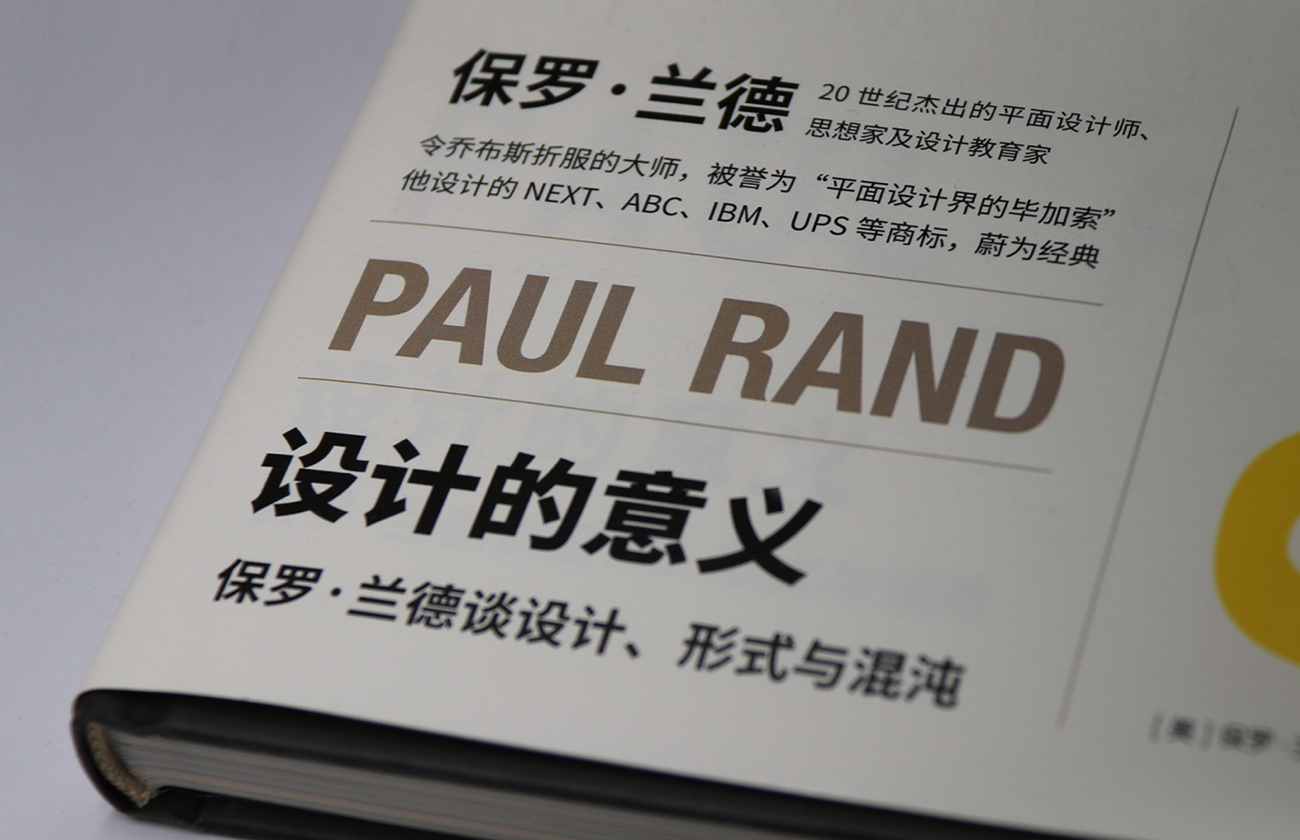 保罗·兰德
20 世纪杰出的平面设计师、
思想家及设计教育家
令乔布斯折服的大师，被誉为“平面设计界的毕加索”
他设计的 NEXT、ABC、IBM、UPS 等商标，蔚为经典
PAUL RAND
设计的意义
保罗·兰德谈设计、形式与混沌
[美] 保罗·